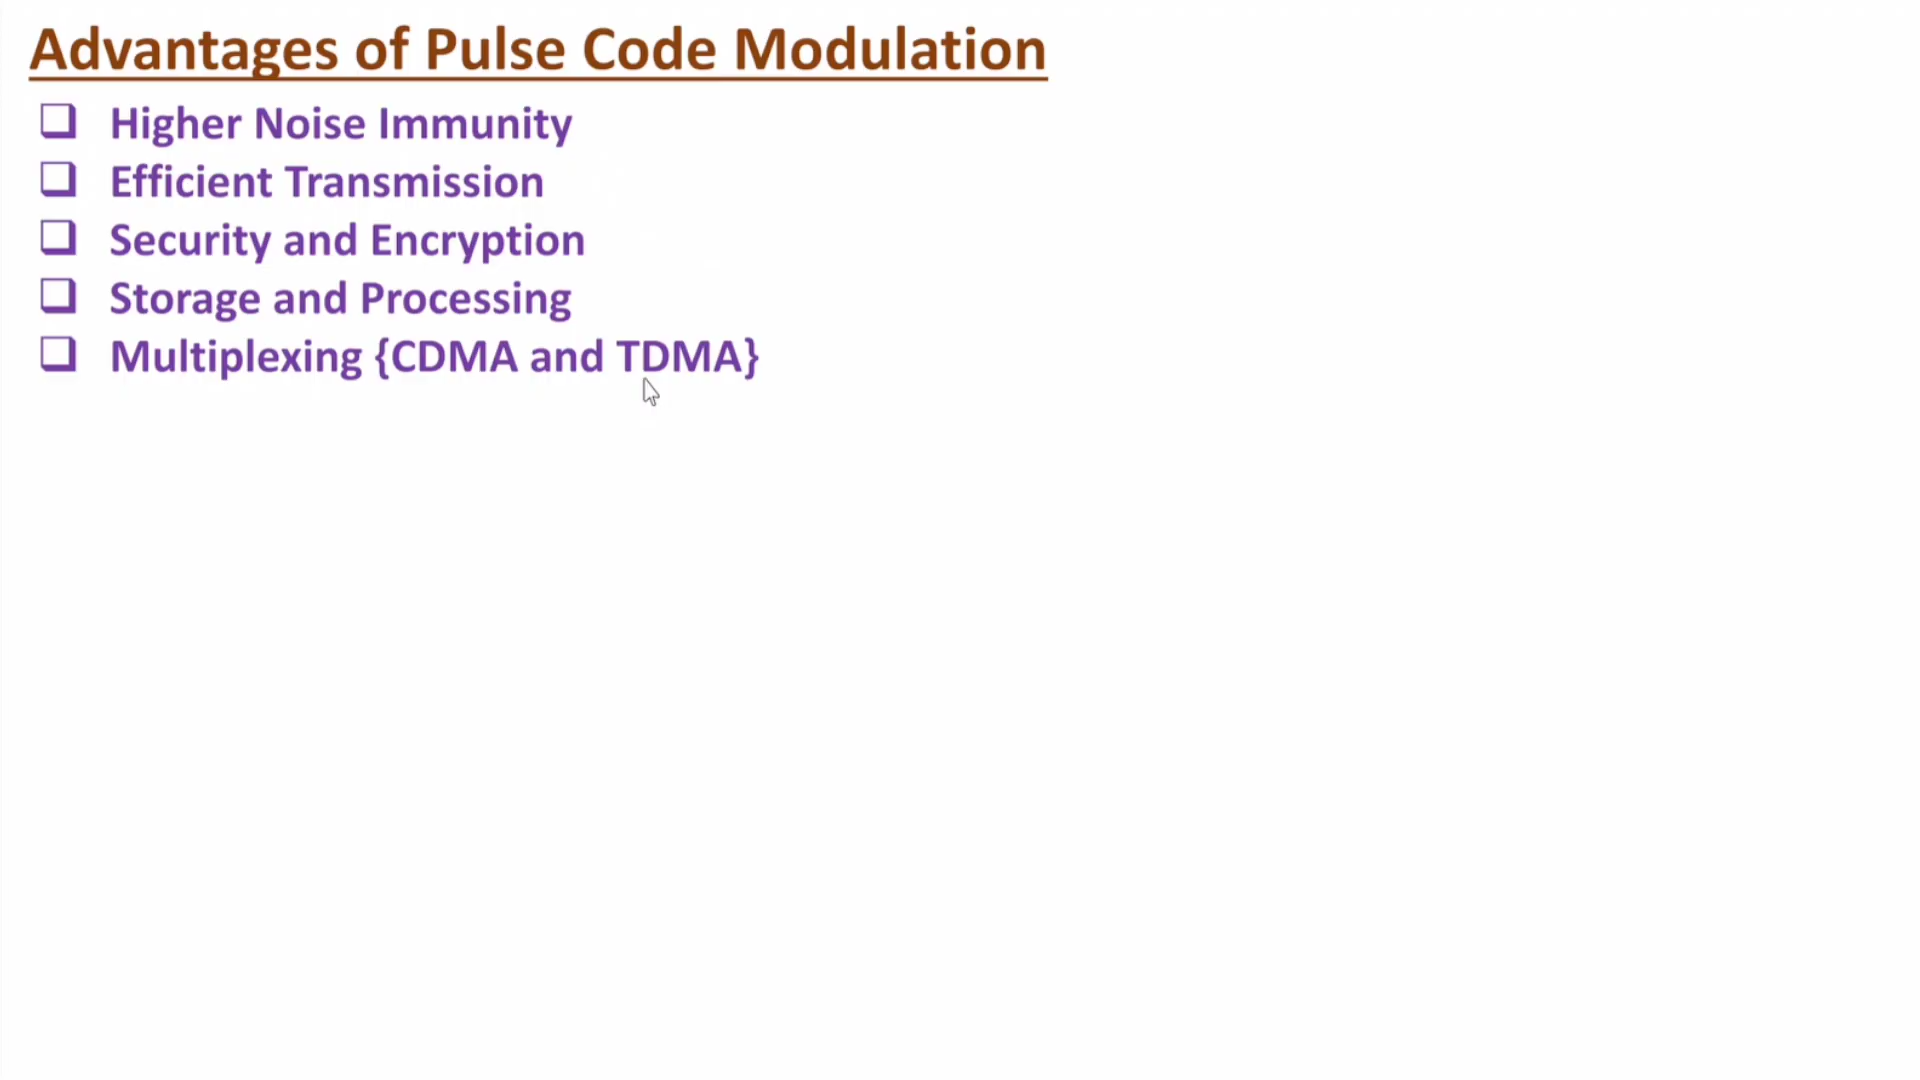 Advantages of Pulse Code Modulation
Higher Noise Immunity
Efficient Transmission
Security and Encryption
Storage and Processing
Multiplexing {CDMA and TDMA}